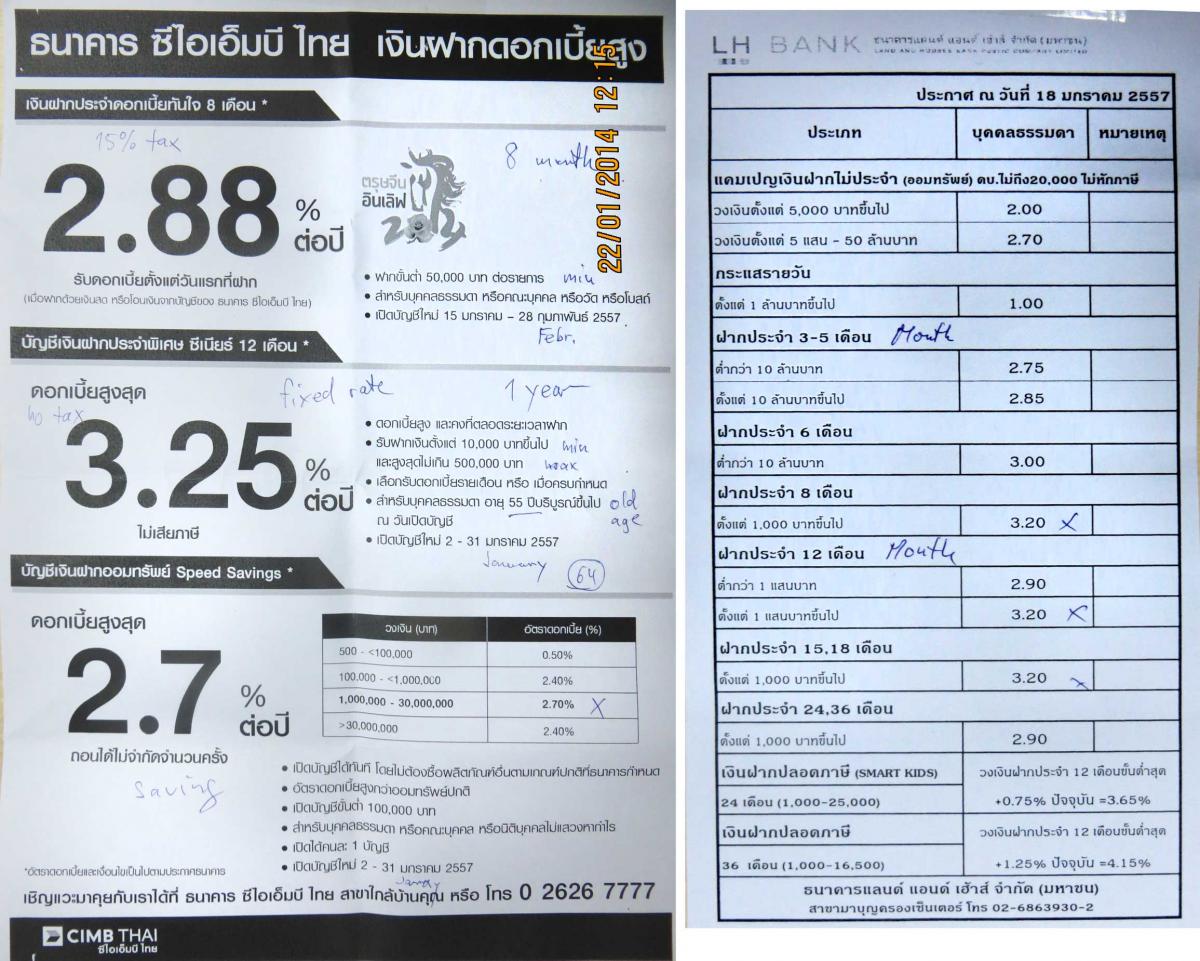 ธนาคาร ซีไอเอ็มบี ไทย เงินฝากดอกเบี้ยสูง
เงินฝากประจำดอกเบี้ยทันใจ 8 เดือน *
15% tax
2.88 % ต่อปี
รับดอกเบี้ยตั้งแต่วันแรกที่ฝาก
(เมื่อฝากด้วยเงินสด หรือโอนเงินจากบัญชีของ ธนาคาร ซีไอเอ็มบี ไทย)
8 month
ตรุษจีน
อินเลิฟ
22/01/2014 12:15
• ฝากขั้นต่ำ 50,000 บาท ต่อรายการ min
• สำหรับบุคคลธรรมดา หรือคณะบุคคล หรือวัด หรือโบสถ์
• เปิดบัญชีใหม่ 15 มกราคม – 28 กุมภาพันธ์ 2557
Febr.
บัญชีเงินฝากประจำพิเศษ ซีเนียร์ 12 เดือน *
ดอกเบี้ยสูงสุด
fixed rate
1 year
no tax
3.25 % ต่อปี
ไม่เสียภาษี
• ดอกเบี้ยสูง และคงที่ตลอดระยะเวลาฝาก
• รับฝากเงินตั้งแต่ 10,000 บาทขึ้นไป min
และสูงสุดไม่เกิน 500,000 บาท max
• เลือกรับดอกเบี้ยรายเดือน หรือ เมื่อครบกำหนด
• สำหรับบุคคลธรรมดา อายุ 55 ปีบริบูรณ์ขึ้นไป old
ณ วันเปิดบัญชี age
• เปิดบัญชีใหม่ 2 - 31 มกราคม 2557
January 64
บัญชีเงินฝากออมทรัพย์ Speed Savings *
ดอกเบี้ยสูงสุด
2.7 % ต่อปี
ถอนได้ไม่จำกัดจำนวนครั้ง
saving
วงเงิน (บาท) อัตราดอกเบี้ย (%)
500 - <100,000 0.50%
100,000 - <1,000,000 2.40%
1,000,000 - 30,000,000 2.70% X
>30,000,000 2.40%
• เปิดบัญชีได้ทันที โดยไม่ต้องซื้อผลิตภัณฑ์อื่นตามเกณฑ์ปกติที่ธนาคารกำหนด
• อัตราดอกเบี้ยสูงกว่าออมทรัพย์ปกติ
• เปิดบัญชีขั้นต่ำ 100,000 บาท
• สำหรับบุคคลธรรมดา หรือคณะบุคคล หรือนิติบุคคลไม่แสวงหากำไร
• เปิดได้คนละ 1 บัญชี
• เปิดบัญชีใหม่ 2 - 31 มกราคม 2557
*อัตราดอกเบี้ยและเงื่อนไขเป็นไปตามประกาศธนาคาร
เชิญแวะมาคุยกับเราได้ที่ ธนาคาร ซีไอเอ็มบี ไทย สาขาใกล้บ้านคุณ หรือ โทร 0 2626 7777
CIMB THAI
ซีไอเอ็มบี ไทย
LH BANK ธนาคารแลนด์ แอนด์ เฮ้าส์ จำกัด (มหาชน)
LAND AND HOUSES BANK PUBLIC COMPANY LIMITED
ประกาศ ณ วันที่ 18 มกราคม 2557
ประเภท บุคคลธรรมดา หมายเหตุ
แคมเปญเงินฝากไม่ประจำ (ออมทรัพย์) ดบ.ไม่ถึง20,000 ไม่หักภาษี
วงเงินตั้งแต่ 5,000 บาทขึ้นไป 2.00
วงเงินตั้งแต่ 5 แสน - 50 ล้านบาท 2.70
กระแสรายวัน
ตั้งแต่ 1 ล้านบาทขึ้นไป 1.00
ฝากประจำ 3-5 เดือน Month
ต่ำกว่า 10 ล้านบาท 2.75
ตั้งแต่ 10 ล้านบาทขึ้นไป 2.85
ฝากประจำ 6 เดือน
ต่ำกว่า 10 ล้านบาท 3.00
ฝากประจำ 8 เดือน
ตั้งแต่ 1,000 บาทขึ้นไป 3.20 X
ฝากประจำ 12 เดือน Month
ต่ำกว่า 1 แสนบาท 2.90
ตั้งแต่ 1 แสนบาทขึ้นไป 3.20 X
ฝากประจำ 15,18 เดือน
ตั้งแต่ 1,000 บาทขึ้นไป 3.20 x
ฝากประจำ 24,36 เดือน
ตั้งแต่ 1,000 บาทขึ้นไป 2.90
เงินฝากปลอดภาษี (SMART KIDS) วงเงินฝากประจำ 12 เดือนขั้นต่ำสุด
24 เดือน (1,000-25,000) +0.75% ปัจจุบัน =3.65%
เงินฝากปลอดภาษี วงเงินฝากประจำ 12 เดือนขั้นต่ำสุด
36 เดือน (1,000-16,500) +1.25% ปัจจุบัน =4.15%
ธนาคารแลนด์ แอนด์ เฮ้าส์ จำกัด (มหาชน)
สาขามาบุญครองเซ็นเตอร์ โทร 02-6863930-2